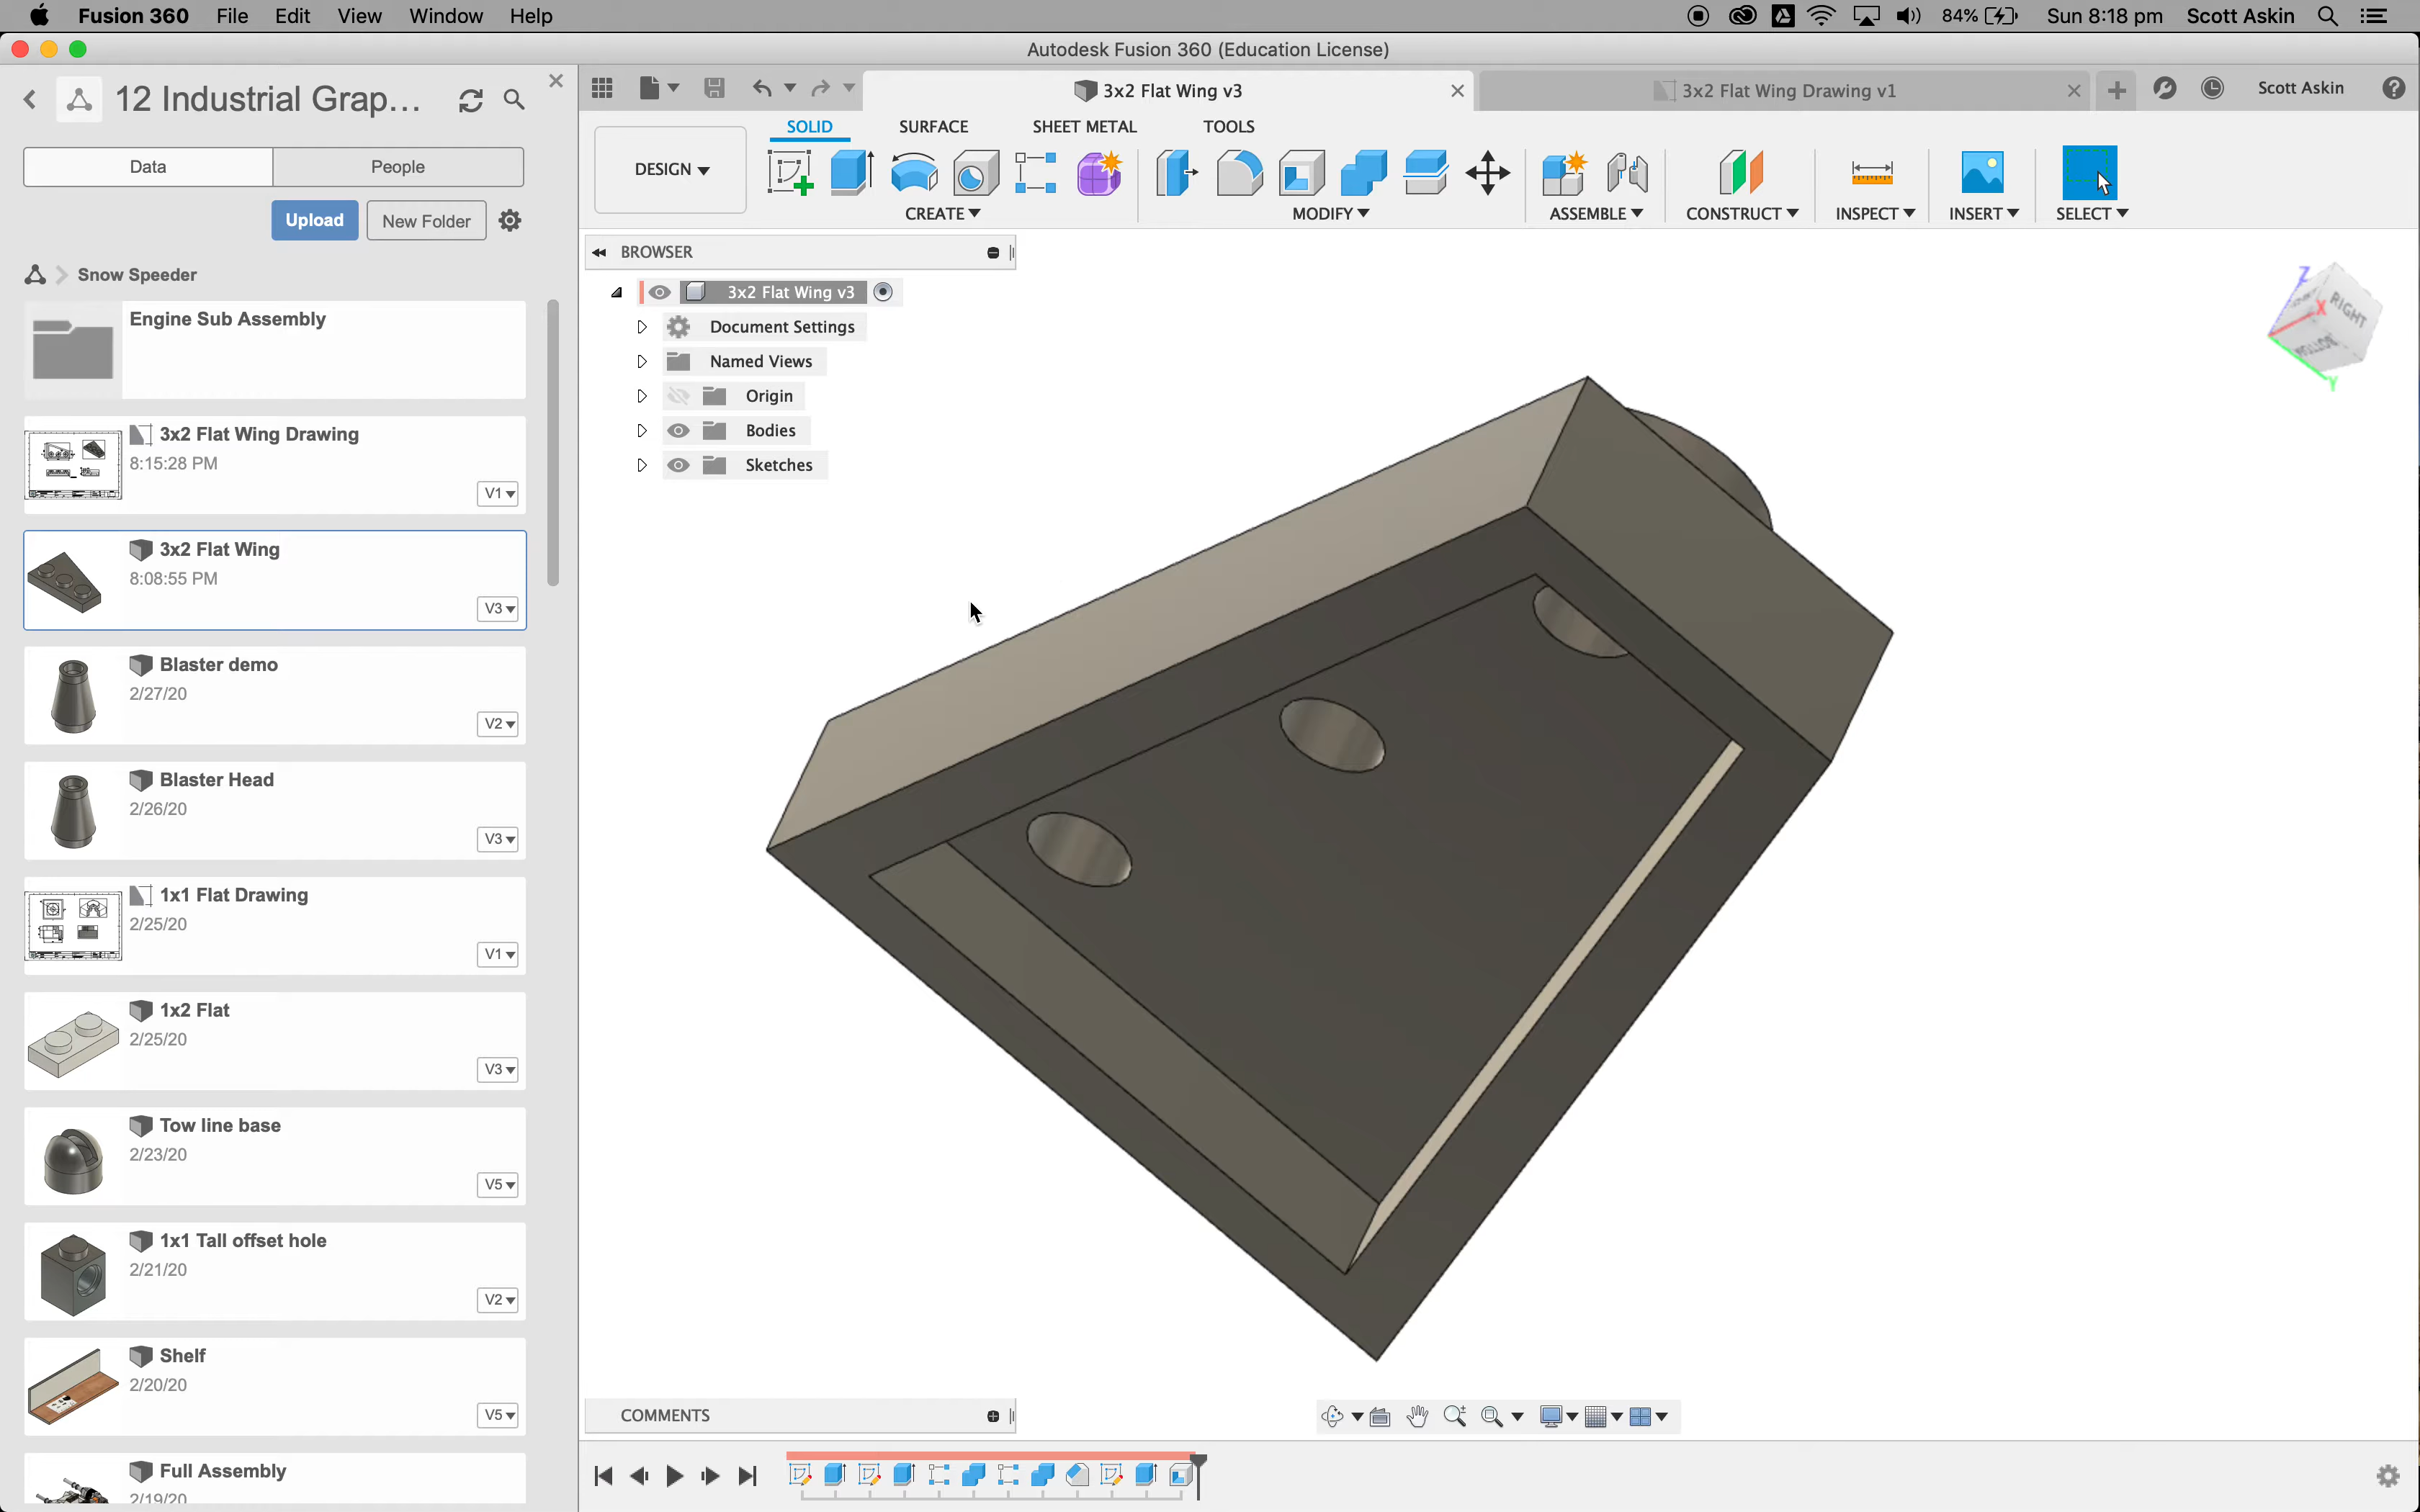 Fusion 360 File Edit View Window Help 84% Sun 8:18 pm Scott Askin
Autodesk Fusion 360 (Education License)
12 Industrial Grap...
3x2 Flat Wing v3
3x2 Flat Wing Drawing v1
Scott Askin
Data People
Upload New Folder
Snow Speeder
Engine Sub Assembly
3x2 Flat Wing Drawing
8:15:28 PM
V1
3x2 Flat Wing
8:08:55 PM
V3
Blaster demo
2/27/20
V2
Blaster Head
2/26/20
V3
1x1 Flat Drawing
2/25/20
V1
1x2 Flat
2/25/20
V3
Tow line base
2/23/20
V5
1x1 Tall offset hole
2/21/20
V2
Shelf
2/20/20
V5
Full Assembly
2/19/20
DESIGN
SOLID SURFACE SHEET METAL TOOLS
CREATE MODIFY ASSEMBLE CONSTRUCT INSPECT INSERT SELECT
BROWSER
3x2 Flat Wing v3
Document Settings
Named Views
Origin
Bodies
Sketches
Z
X
RIGHT
BOTTOM
Y
COMMENTS